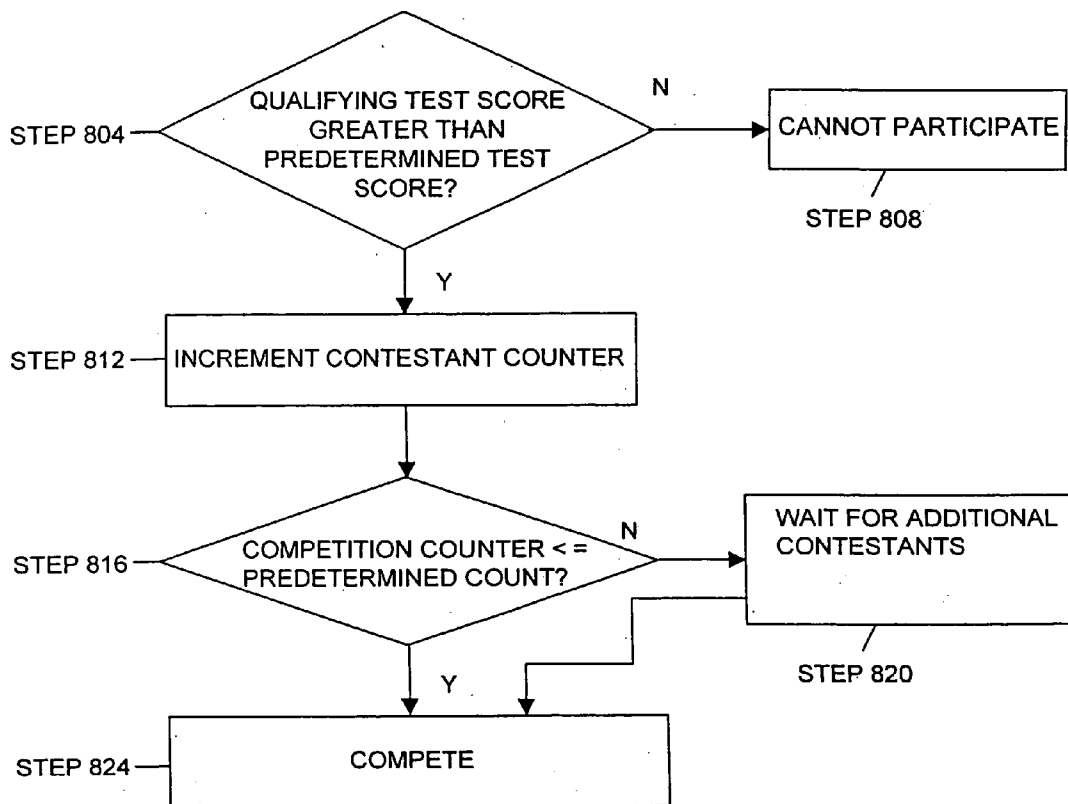 QUALIFYING TEST SCORE
GREATER THAN
PREDETERMINED TEST
SCORE?
STEP 804
N
CANNOT PARTICIPATE
STEP 808
Y
STEP 812
INCREMENT CONTESTANT COUNTER
STEP 816
COMPETITION COUNTER < =
PREDETERMINED COUNT?
N
WAIT FOR ADDITIONAL
CONTESTANTS
STEP 820
Y
STEP 824
COMPETE